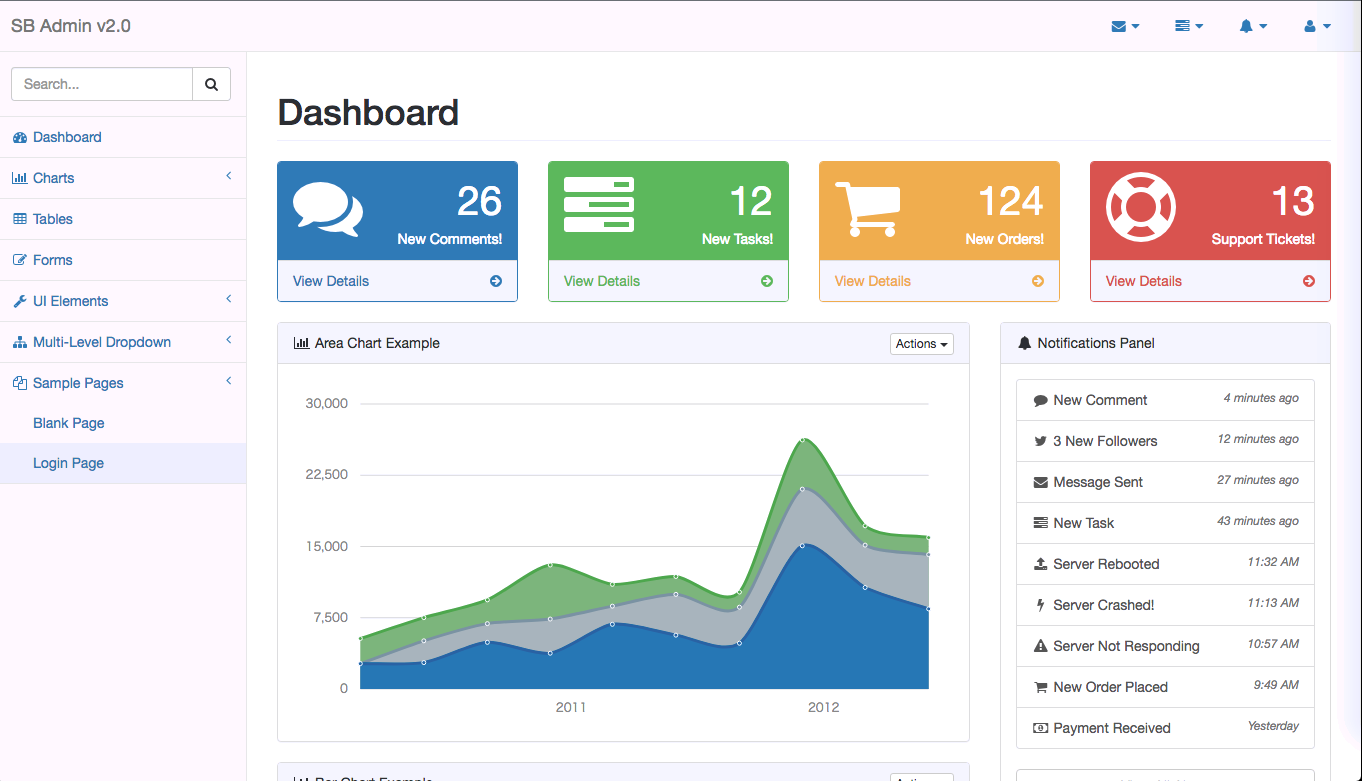 SB Admin v2.0
Search...
Dashboard
Charts
Tables
Forms
UI Elements
Multi-Level Dropdown
Sample Pages
Blank Page
Login Page
Dashboard
26
New Comments!
View Details
12
New Tasks!
View Details
124
New Orders!
View Details
13
Support Tickets!
View Details
Area Chart Example
Actions
30,000
22,500
15,000
7,500
0
2011
2012
Notifications Panel
New Comment 4 minutes ago
3 New Followers 12 minutes ago
Message Sent 27 minutes ago
New Task 43 minutes ago
Server Rebooted 11:32 AM
Server Crashed! 11:13 AM
Server Not Responding 10:57 AM
New Order Placed 9:49 AM
Payment Received Yesterday
Bar Chart Example